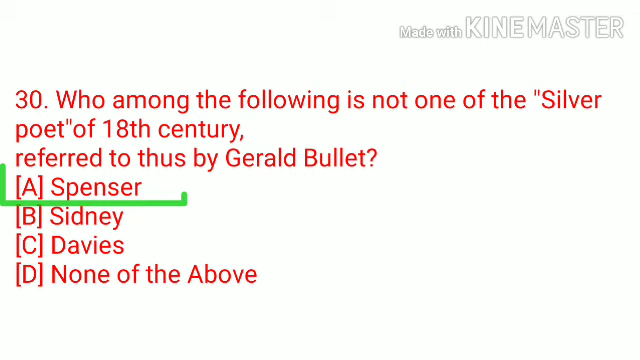 Made with KINEMASTER
30. Who among the following is not one of the "Silver
poet"of 18th century,
referred to thus by Gerald Bullet?
[A] Spenser
[B] Sidney
[C] Davies
[D] None of the Above